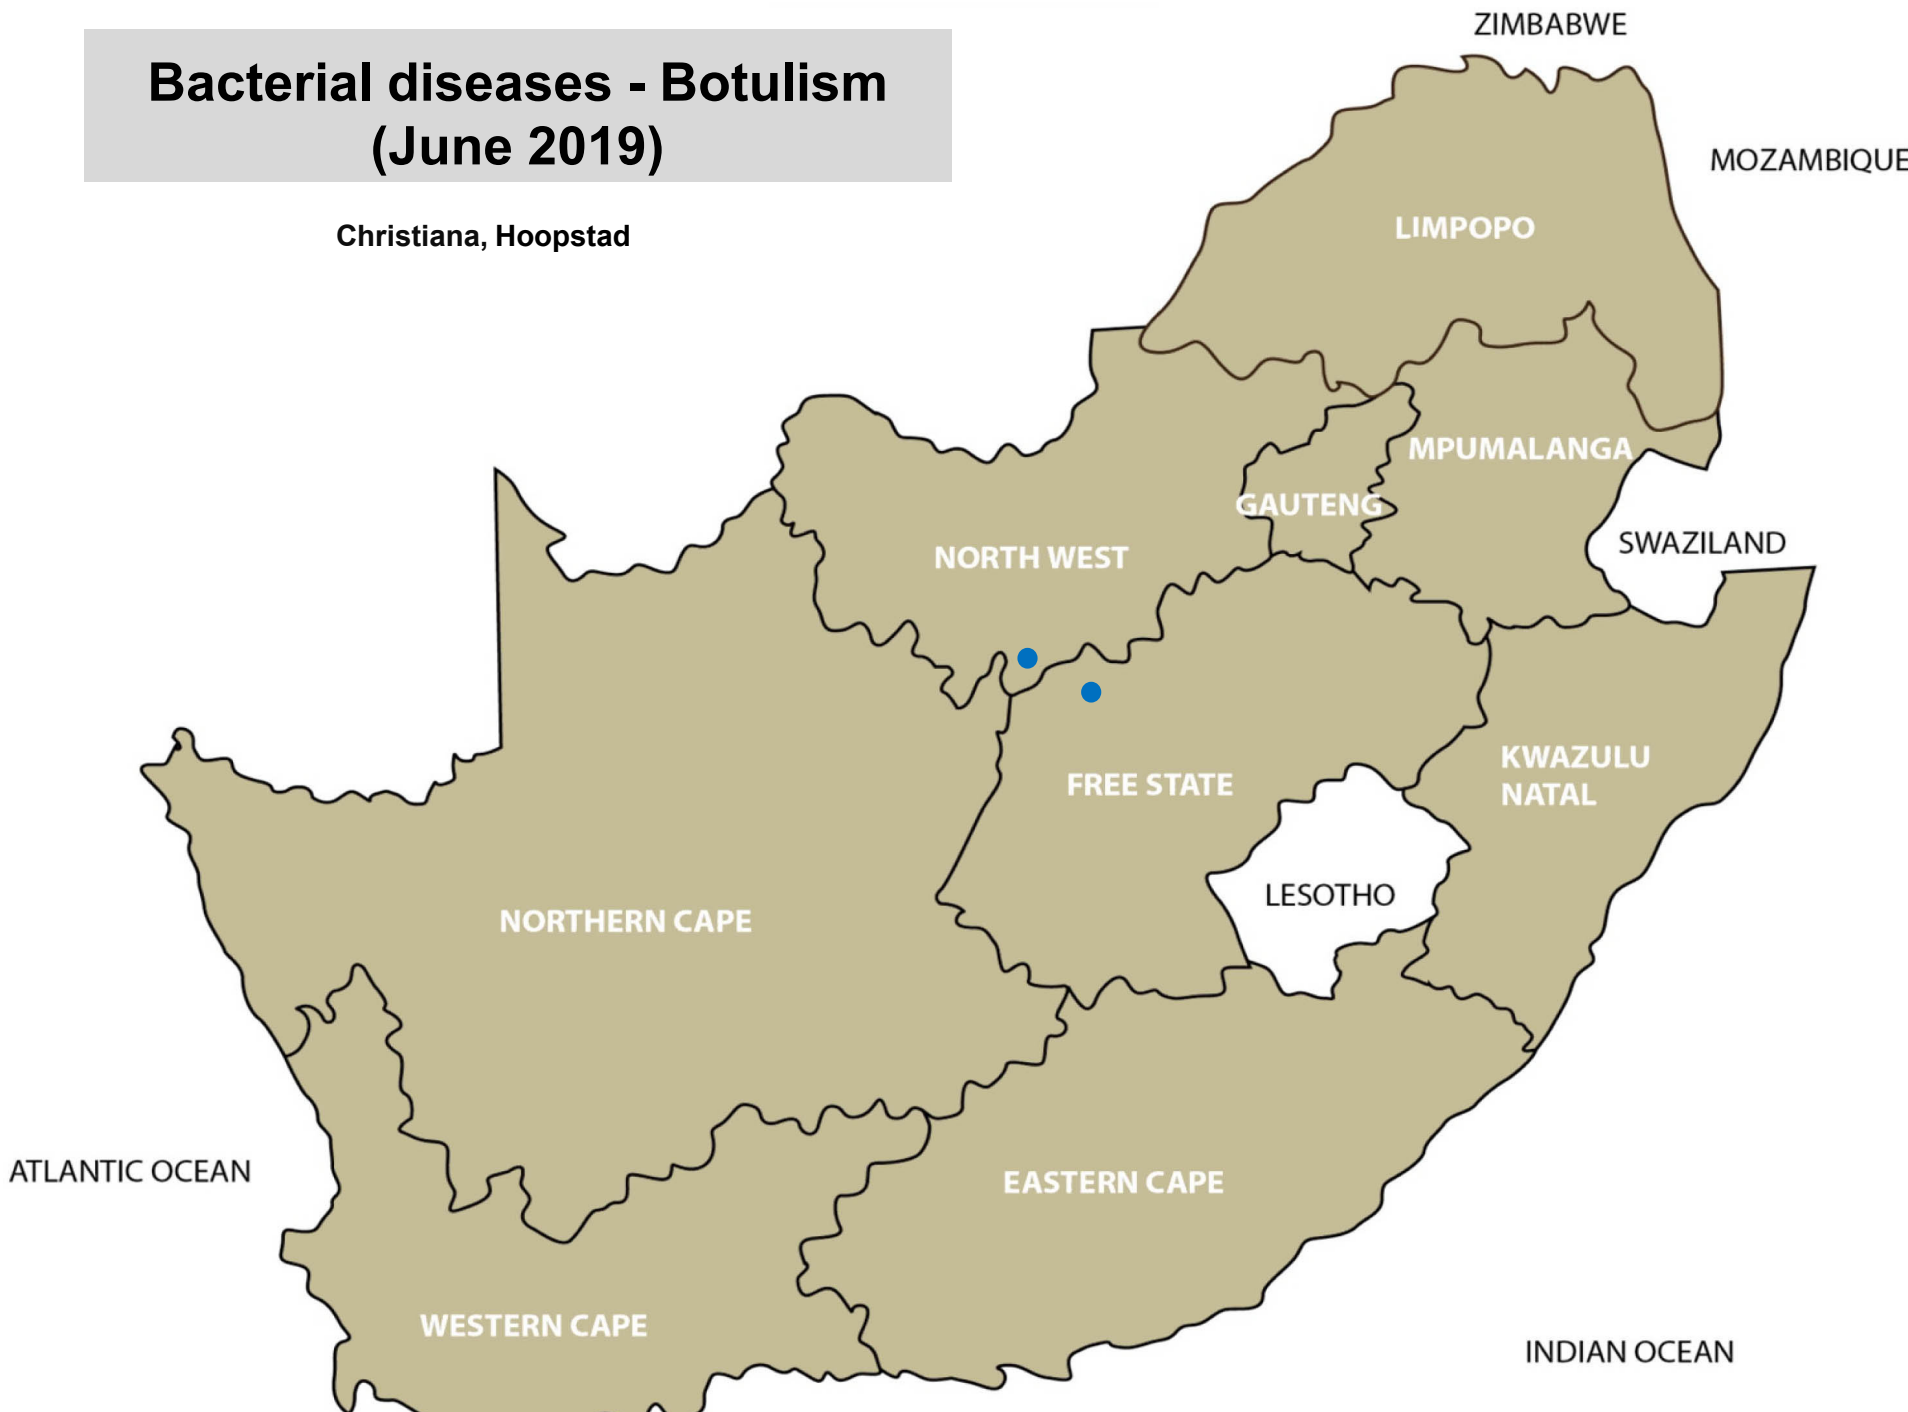 Bacterial diseases - Botulism
(June 2019)
Christiana, Hoopstad
ZIMBABWE
MOZAMBIQUE
LIMPOPO
MPUMALANGA
GAUTENG
SWAZILAND
NORTH WEST
KWAZULU
NATAL
FREE STATE
LESOTHO
NORTHERN CAPE
ATLANTIC OCEAN
EASTERN CAPE
WESTERN CAPE
INDIAN OCEAN